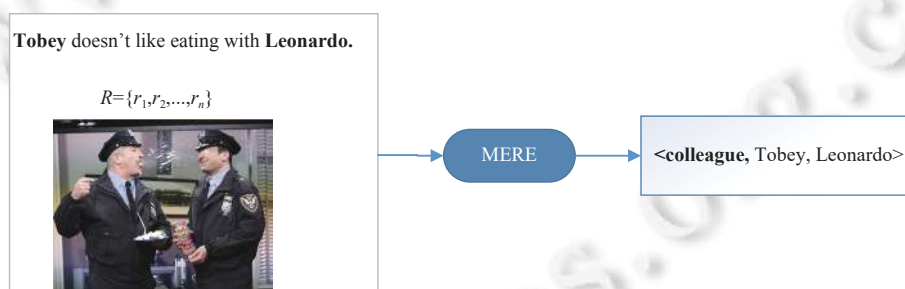 Tobey doesn't like eating with Leonardo.
R={r1,r2,...,rn}
MERE
<colleague, Tobey, Leonardo>